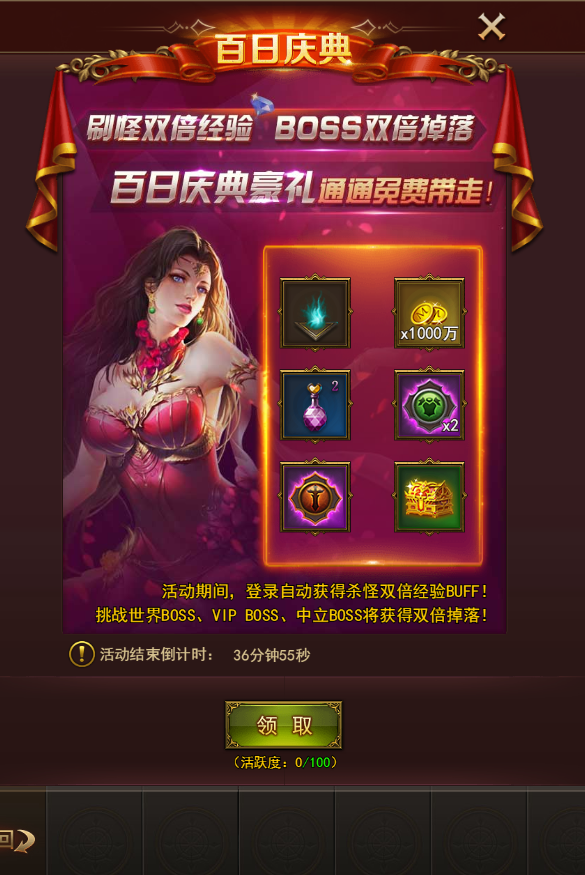 百日庆典
刷怪双倍经验 BOSS双倍掉落
百日庆典豪礼通通免费带走！
x1000万
2
x2
活动期间，登录自动获得杀怪双倍经验BUFF！
挑战世界BOSS、VIP BOSS、中立BOSS将获得双倍掉落！
活动结束倒计时： 36分钟55秒
领 取
（活跃度：0/100）
回